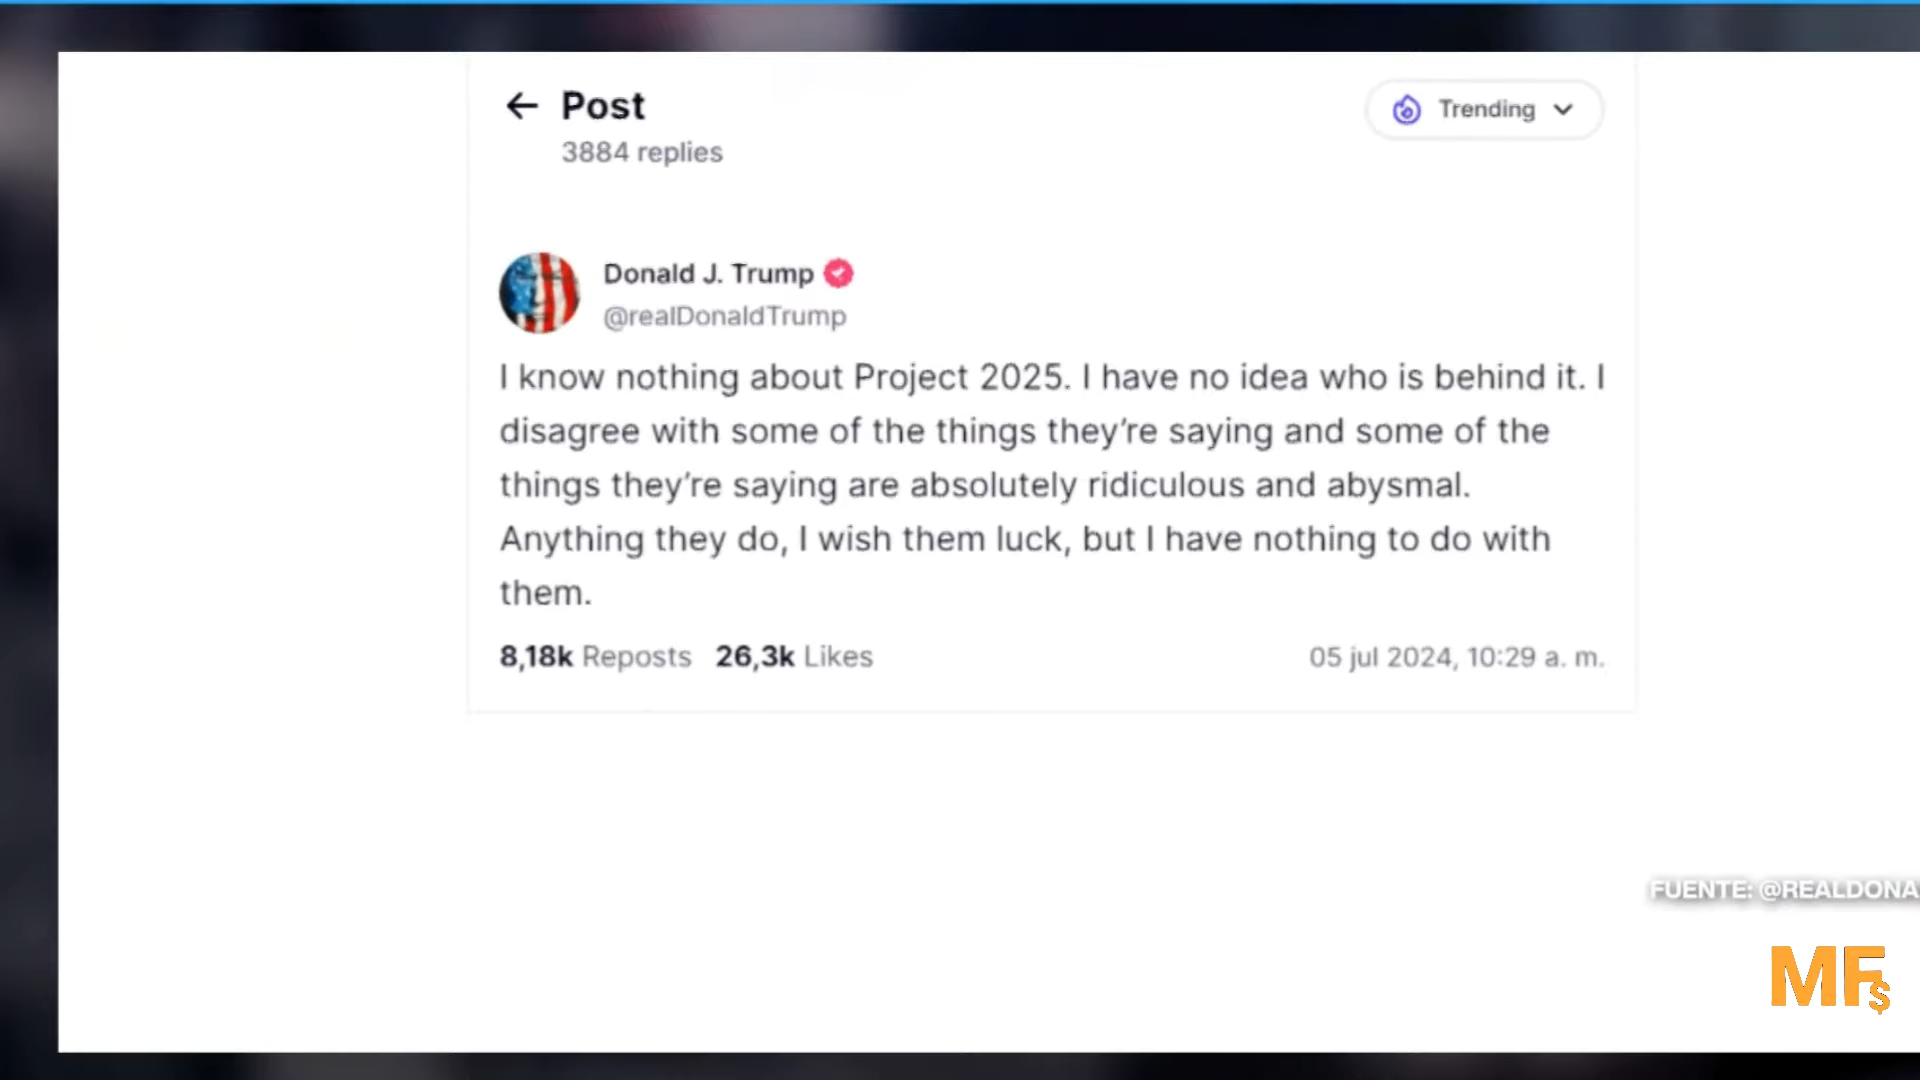 Post
Trending
3884 replies
Donald J. Trump
@realDonaldTrump
I know nothing about Project 2025. I have no idea who is behind it. I
disagree with some of the things they’re saying and some of the
things they’re saying are absolutely ridiculous and abysmal.
Anything they do, I wish them luck, but I have nothing to do with
them.
8,18k Reposts 26,3k Likes
05 jul 2024, 10:29 a. m.
FUENTE: @REALDONA
MF$